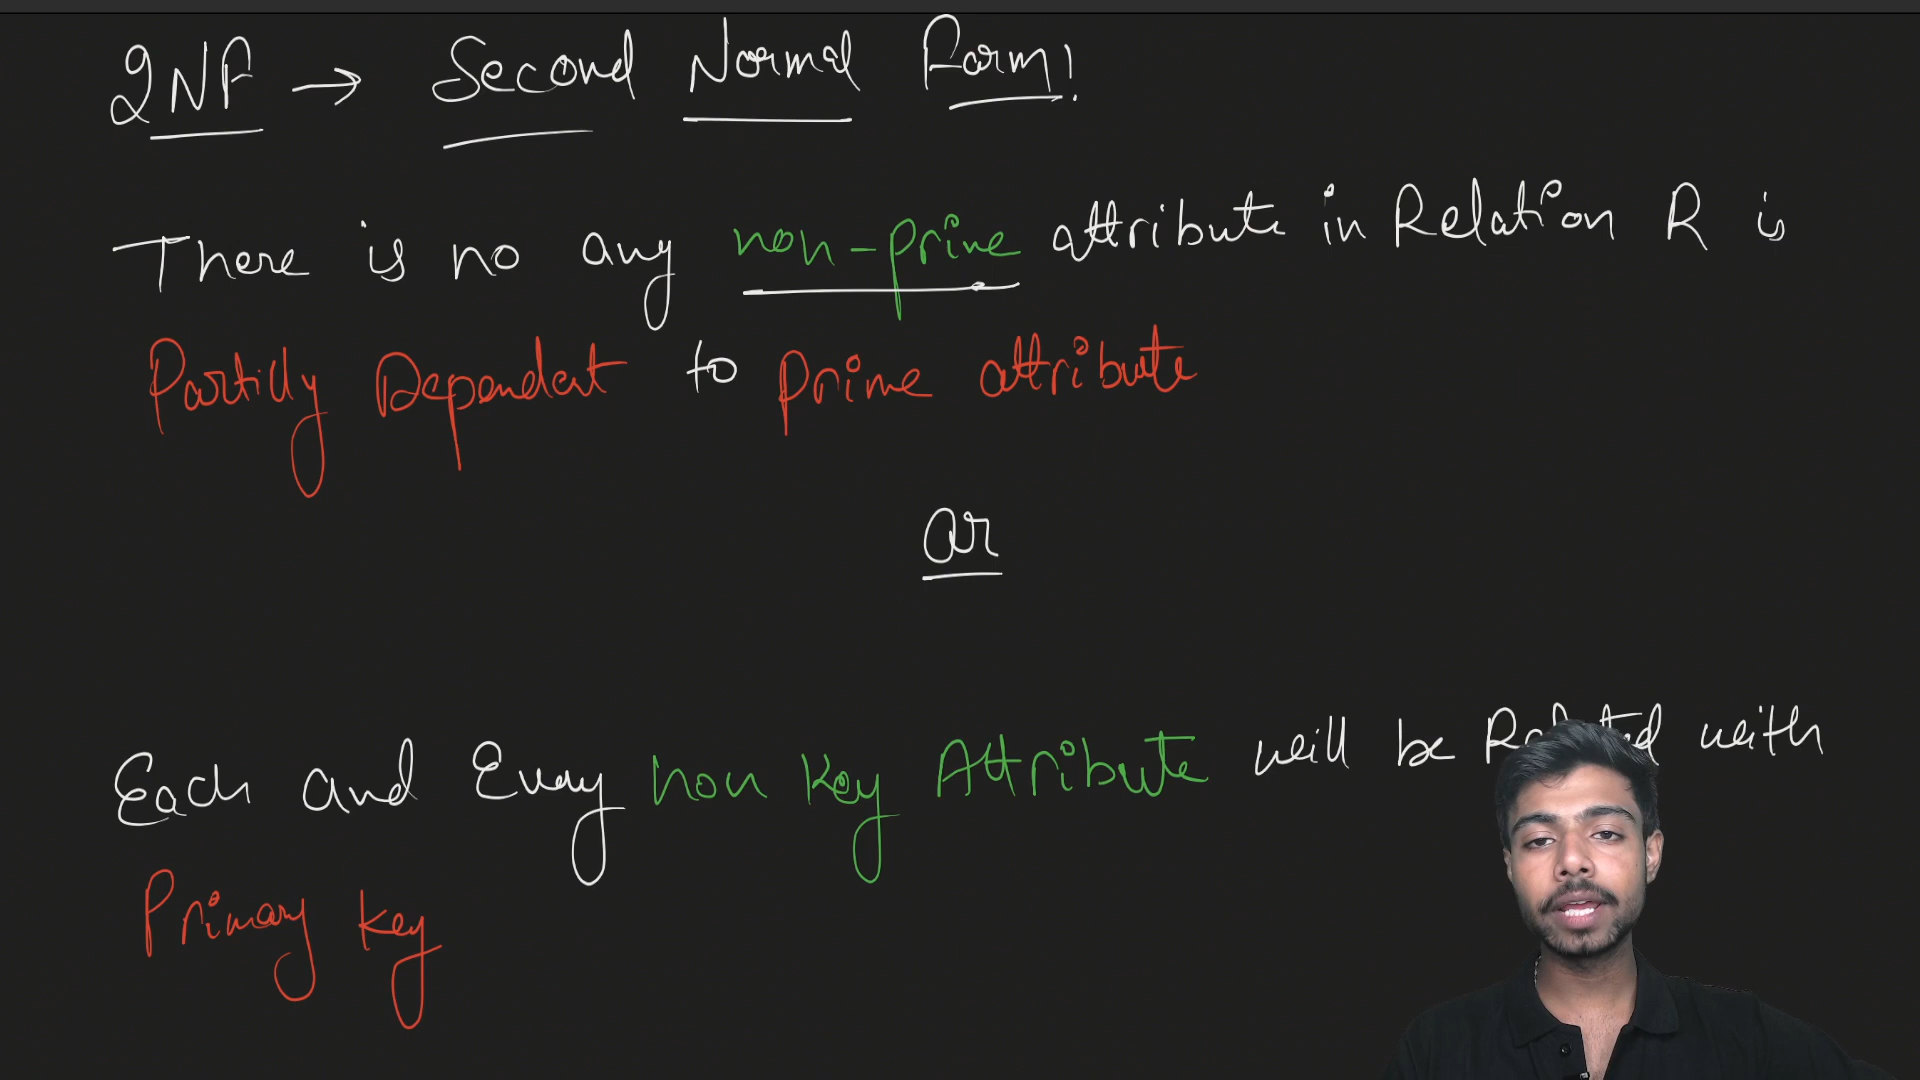 2NF → Second Normal Form!
There is no any non-prime attribute in Relation R is
Partilly Dependent to prime attribute
or
Each and Every non key Attribute will be Related with
Primary key